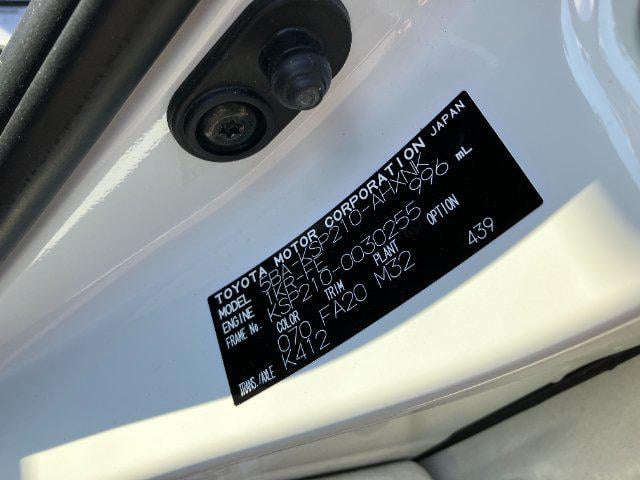 TOYOTA MOTOR CORPORATION JAPAN
MODEL 5BA-KSP210-AHXNK
ENGINE 1KR-FE 996 mL
FRAME No. KSP210-0030255
COLOR TRIM PLANT OPTION
070 FA20 M32 439
TRANS./AXLE K412